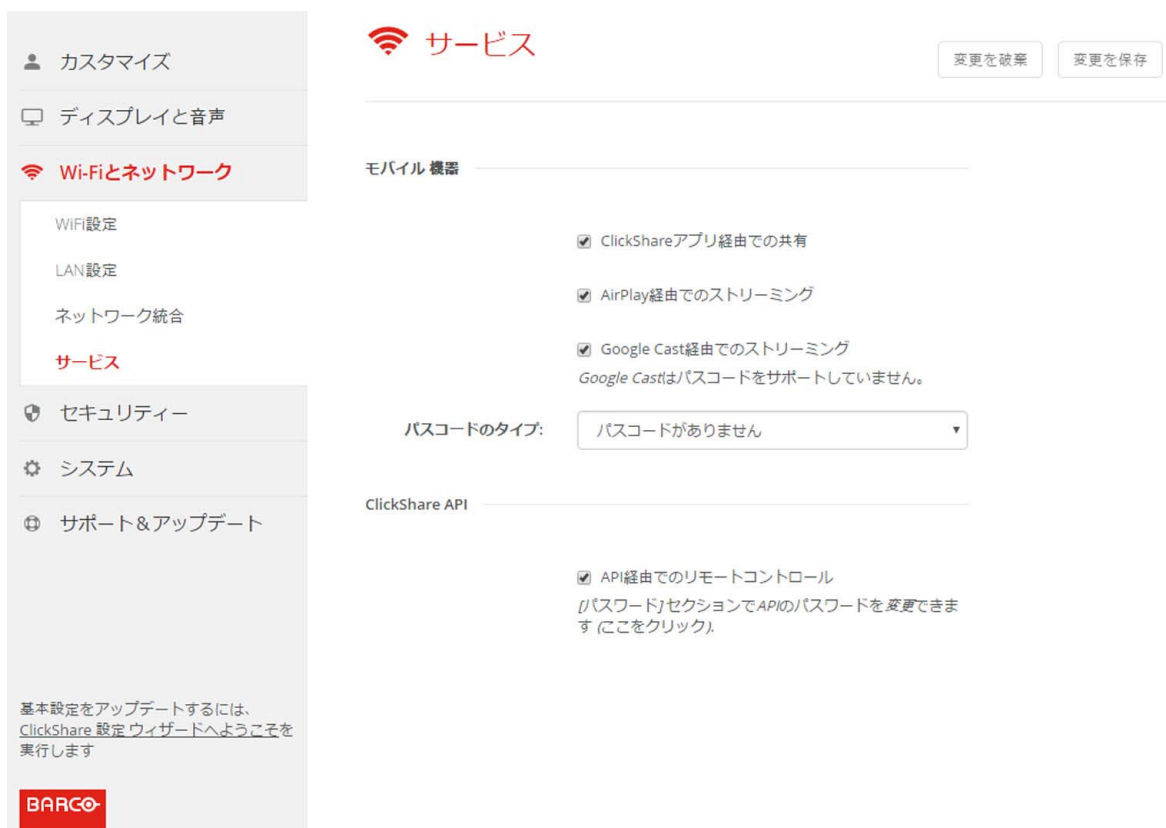 カスタマイズ
ディスプレイと音声
Wi-Fiとネットワーク
WiFi設定
LAN設定
ネットワーク統合
サービス
セキュリティー
システム
サポート＆アップデート
基本設定をアップデートするには、
ClickShare 設定 ウィザードへようこそを
実行します
BARCO
サービス
変更を破棄
変更を保存
モバイル 機器
ClickShareアプリ経由での共有
AirPlay経由でのストリーミング
Google Cast経由でのストリーミング
Google Castはパスコードをサポートしていません。
パスコードのタイプ:
パスコードがありません
ClickShare API
API経由でのリモートコントロール
[パスワード] セクションでAPIのパスワードを変更できま
す (ここをクリック).